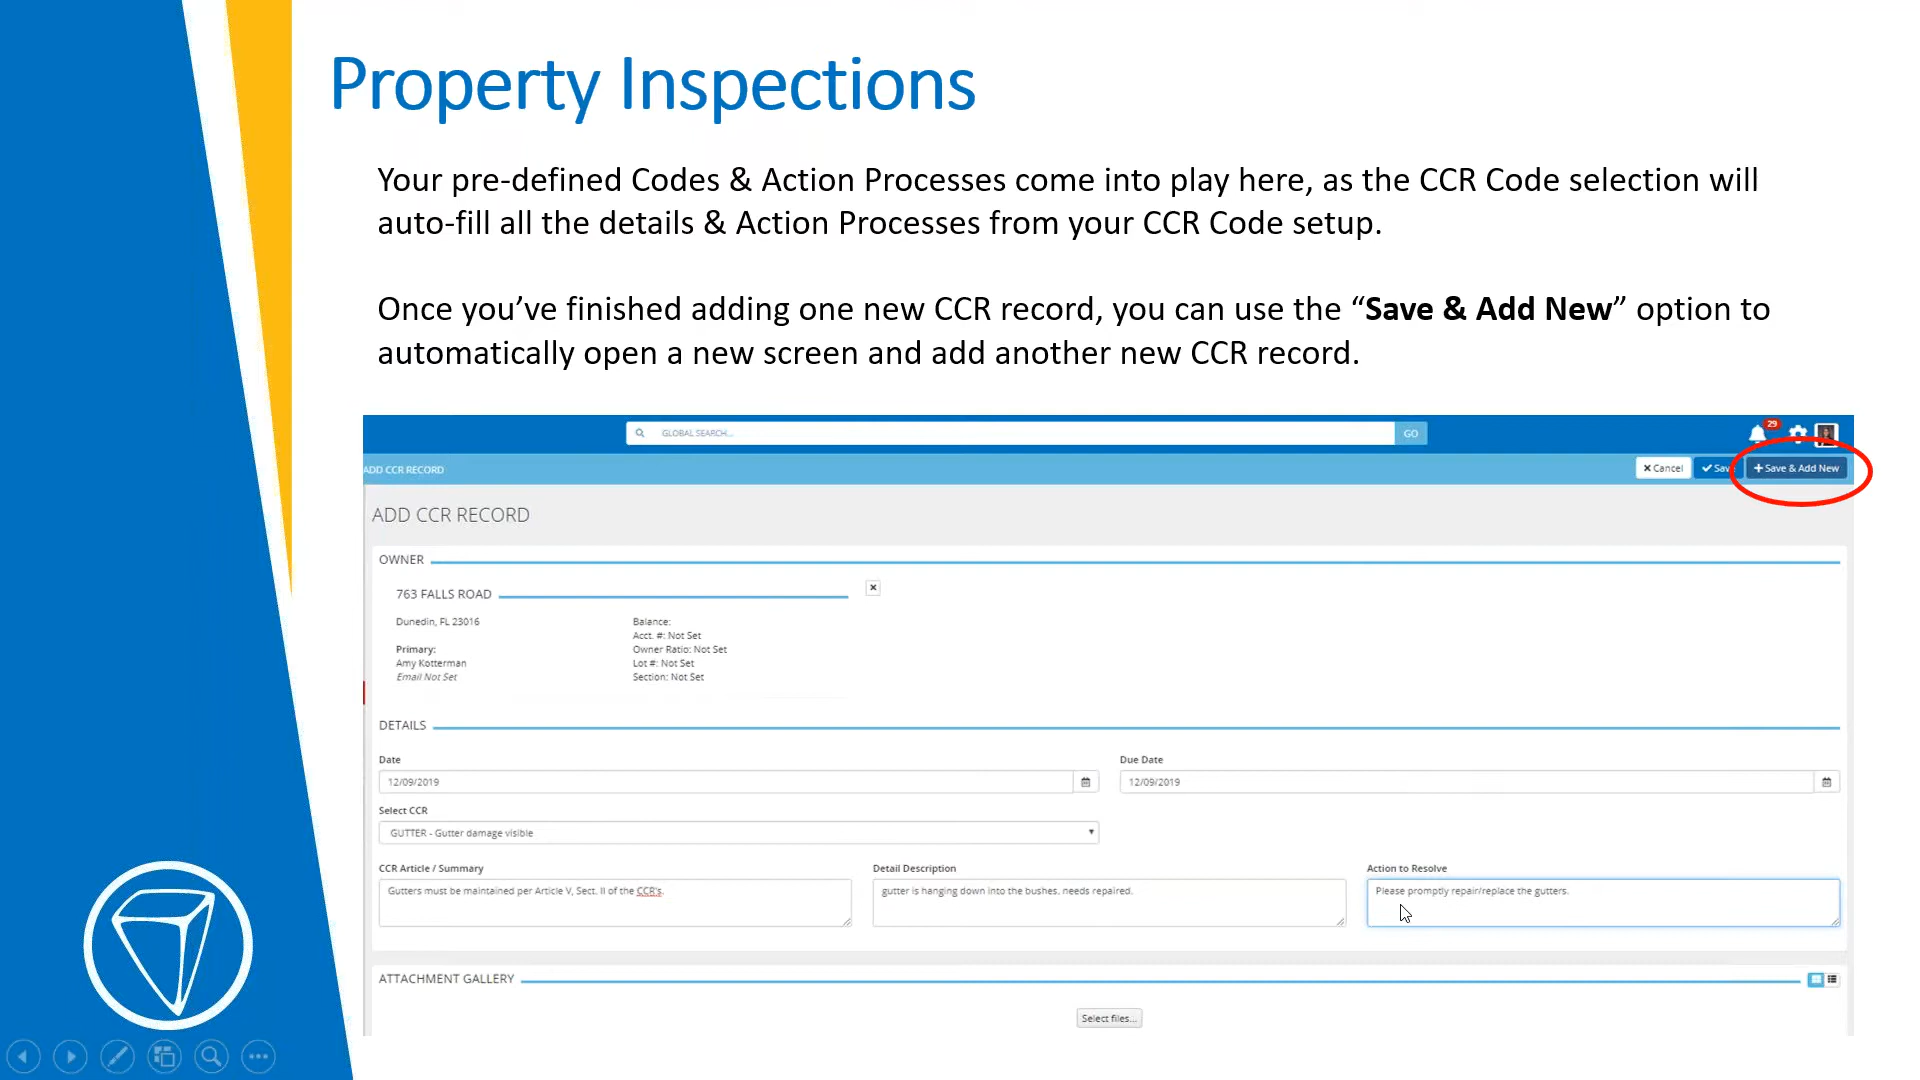 Property Inspections
Your pre-defined Codes & Action Processes come into play here, as the CCR Code selection will
auto-fill all the details & Action Processes from your CCR Code setup.
Once you’ve finished adding one new CCR record, you can use the “Save & Add New” option to
automatically open a new screen and add another new CCR record.
GLOBAL SEARCH...
GO
29
ADD CCR RECORD
Cancel
Save & Add New
ADD CCR RECORD
OWNER
763 FALLS ROAD
Dunedin, FL 23016
Primary:
Amy Kotterman
Email Not Set
Balance:
Acct. #: Not Set
Owner Ratio: Not Set
Lot #: Not Set
Section: Not Set
DETAILS
Date
12/09/2019
Due Date
12/09/2019
Select CCR
GUTTER - Gutter damage visible
CCR Article / Summary
Gutters must be maintained per Article V, Sect. II of the CCR's.
Detail Description
gutter is hanging down into the bushes, needs repaired.
Action to Resolve
Please promptly repair/replace the gutters.
ATTACHMENT GALLERY
Select files...